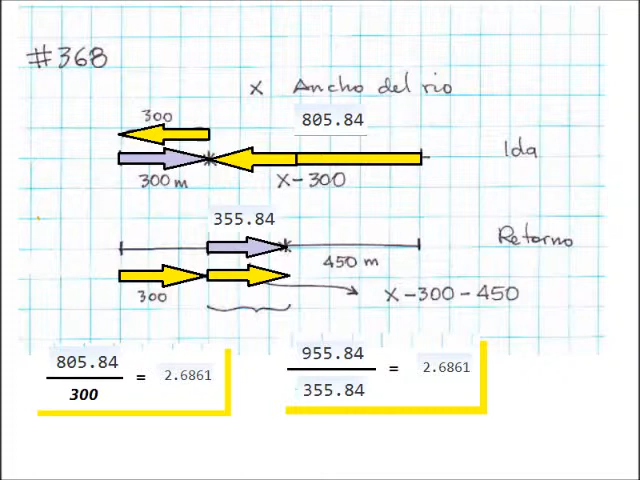 #368
x Ancho del rio
300
805.84
Ida
300 m
x-300
355.84
Retorno
450 m
300
x-300-450
805.84
300
= 2.6861
955.84
355.84
= 2.6861